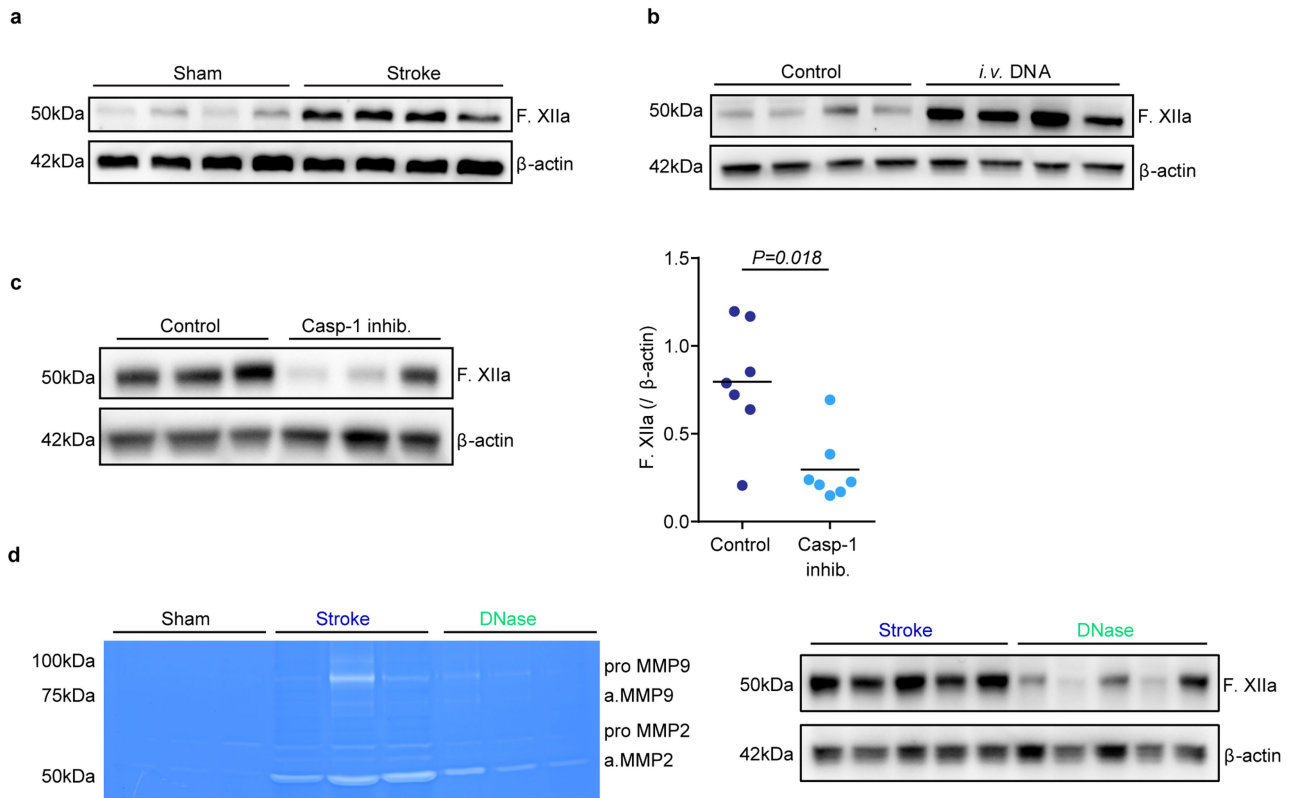 a
Sham Stroke
50kDa F. XIIa
42kDa β-actin
b
Control i.v. DNA
50kDa F. XIIa
42kDa β-actin
c
Control Casp-1 inhib.
50kDa F. XIIa
42kDa β-actin
P=0.018
F. XIIa (/ β-actin)
1.5
1.0
0.5
0.0
Control Casp-1
inhib.
d
Sham Stroke DNase
100kDa pro MMP9
75kDa a.MMP9
pro MMP2
a.MMP2
50kDa
Stroke DNase
50kDa F. XIIa
42kDa β-actin